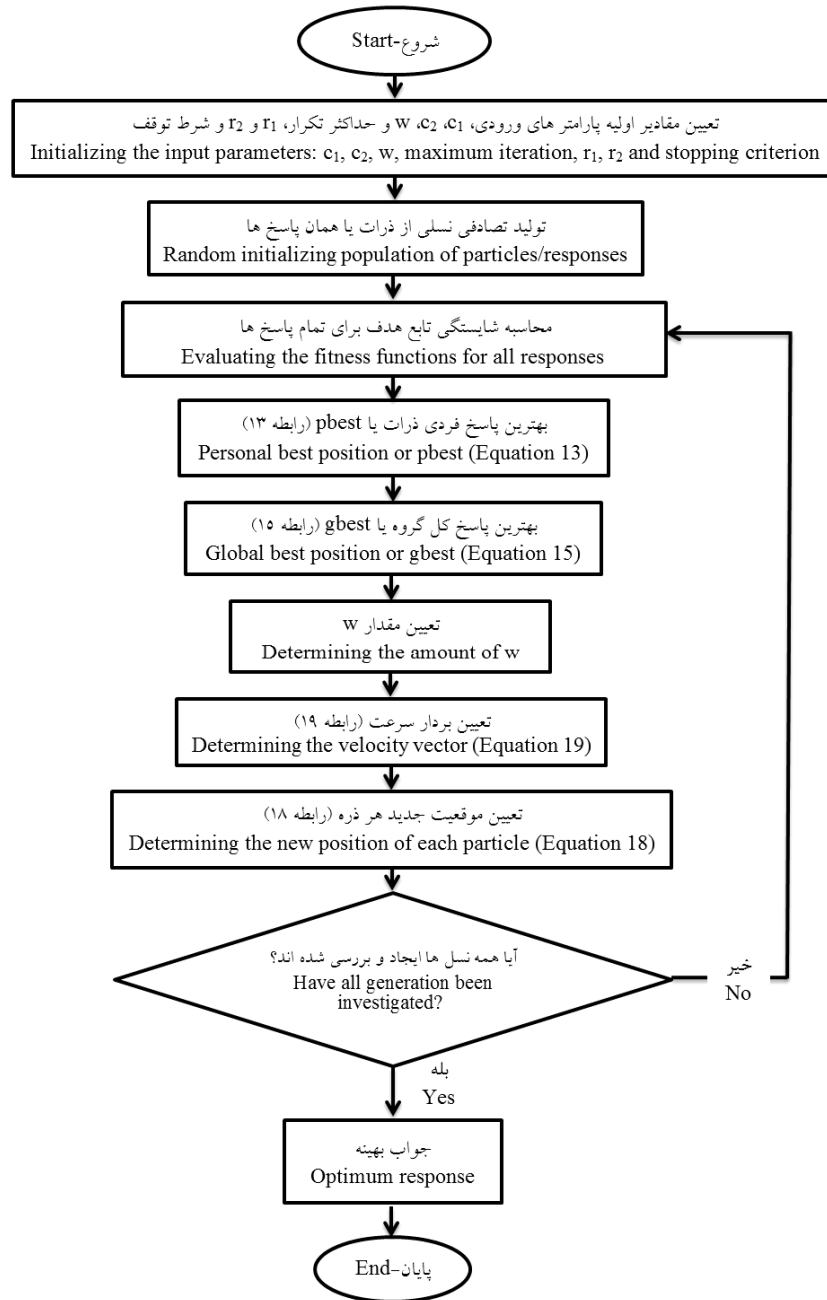 شروع-Start
تعیین مقادیر اولیه پارامتر های ورودی، c₁، c₂، w و حداکثر تکرار، r₁ و r₂ و شرط توقف
Initializing the input parameters: c₁, c₂, w, maximum iteration, r₁, r₂ and stopping criterion
تولید تصادفی نسلی از ذرات یا همان پاسخ ها
Random initializing population of particles/responses
محاسبه شایستگی تابع هدف برای تمام پاسخ ها
Evaluating the fitness functions for all responses
بهترین پاسخ فردی ذرات یا pbest (رابطه ۱۳)
Personal best position or pbest (Equation 13)
بهترین پاسخ کل گروه یا gbest (رابطه ۱۵)
Global best position or gbest (Equation 15)
تعیین مقدار w
Determining the amount of w
تعیین بردار سرعت (رابطه ۱۹)
Determining the velocity vector (Equation 19)
تعیین موقعیت جدید هر ذره (رابطه ۱۸)
Determining the new position of each particle (Equation 18)
آیا همه نسل ها ایجاد و بررسی شده اند؟
Have all generation been
investigated?
خیر
No
بله
Yes
جواب بهینه
Optimum response
پایان-End